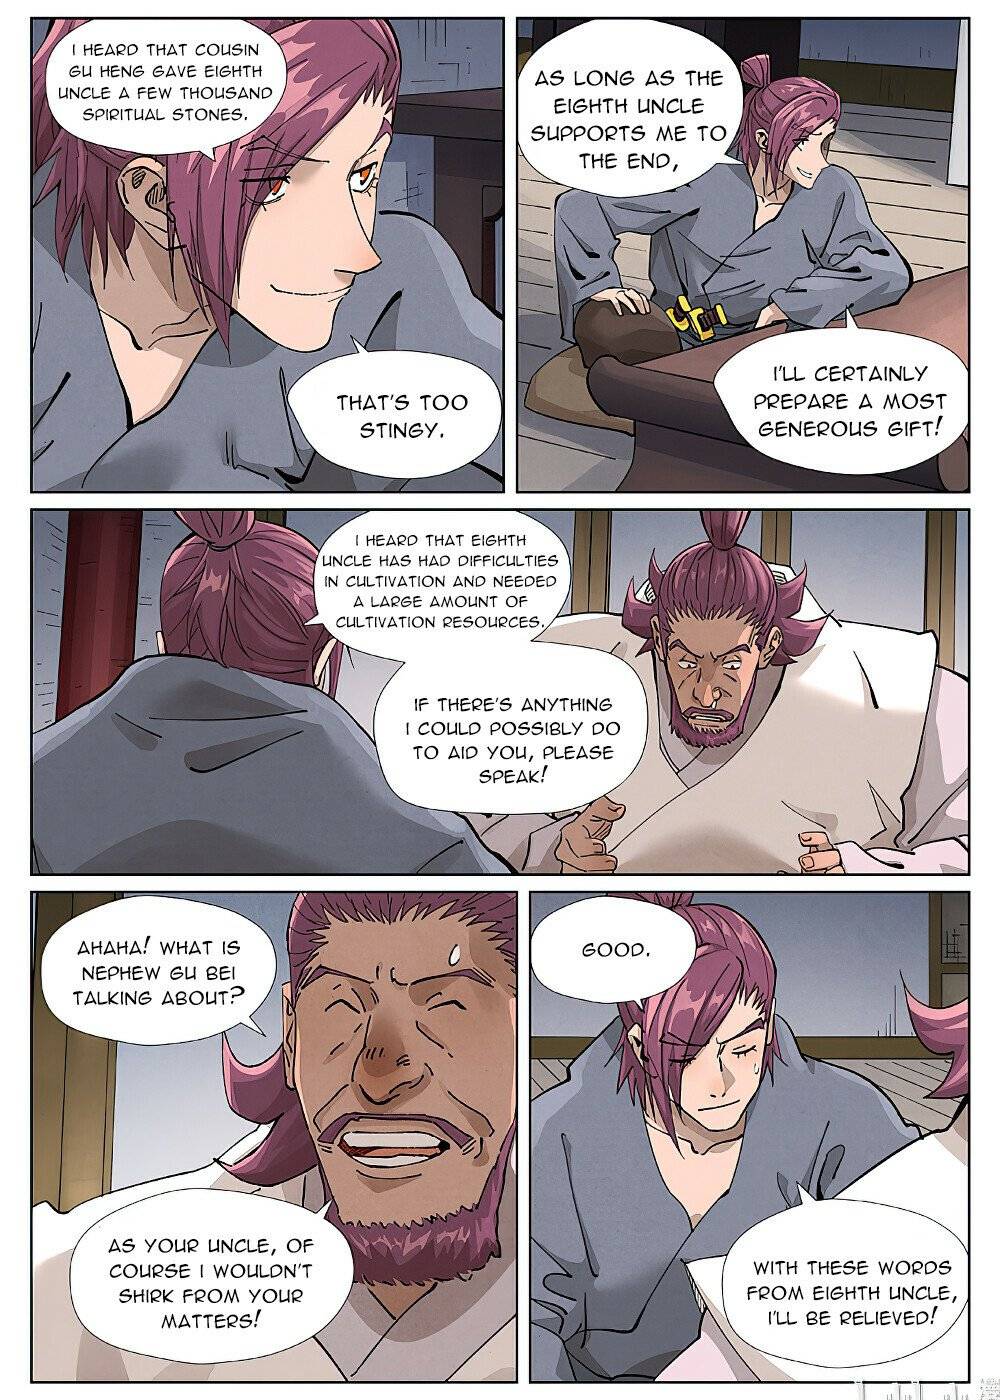 I HEARD THAT COUSIN
GU HENG GAVE EIGHTH
UNCLE A FEW THOUSAND
SPIRITUAL STONES.
THAT'S TOO
STINGY.
AS LONG AS THE
EIGHTH UNCLE
SUPPORTS ME TO
THE END,
I'LL CERTAINLY
PREPARE A MOST
GENEROUS GIFT!
I HEARD THAT EIGHTH
UNCLE HAS HAD DIFFICULTIES
IN CULTIVATION AND NEEDED
A LARGE AMOUNT OF
CULTIVATION RESOURCES.
IF THERE'S ANYTHING
I COULD POSSIBLY DO
TO AID YOU, PLEASE
SPEAK!
AHAHA! WHAT IS
NEPHEW GU BEI
TALKING ABOUT?
AS YOUR UNCLE, OF
COURSE I WOULDN'T
SHIRK FROM YOUR
MATTERS!
GOOD.
WITH THESE WORDS
FROM EIGHTH UNCLE,
I'LL BE RELIEVED!